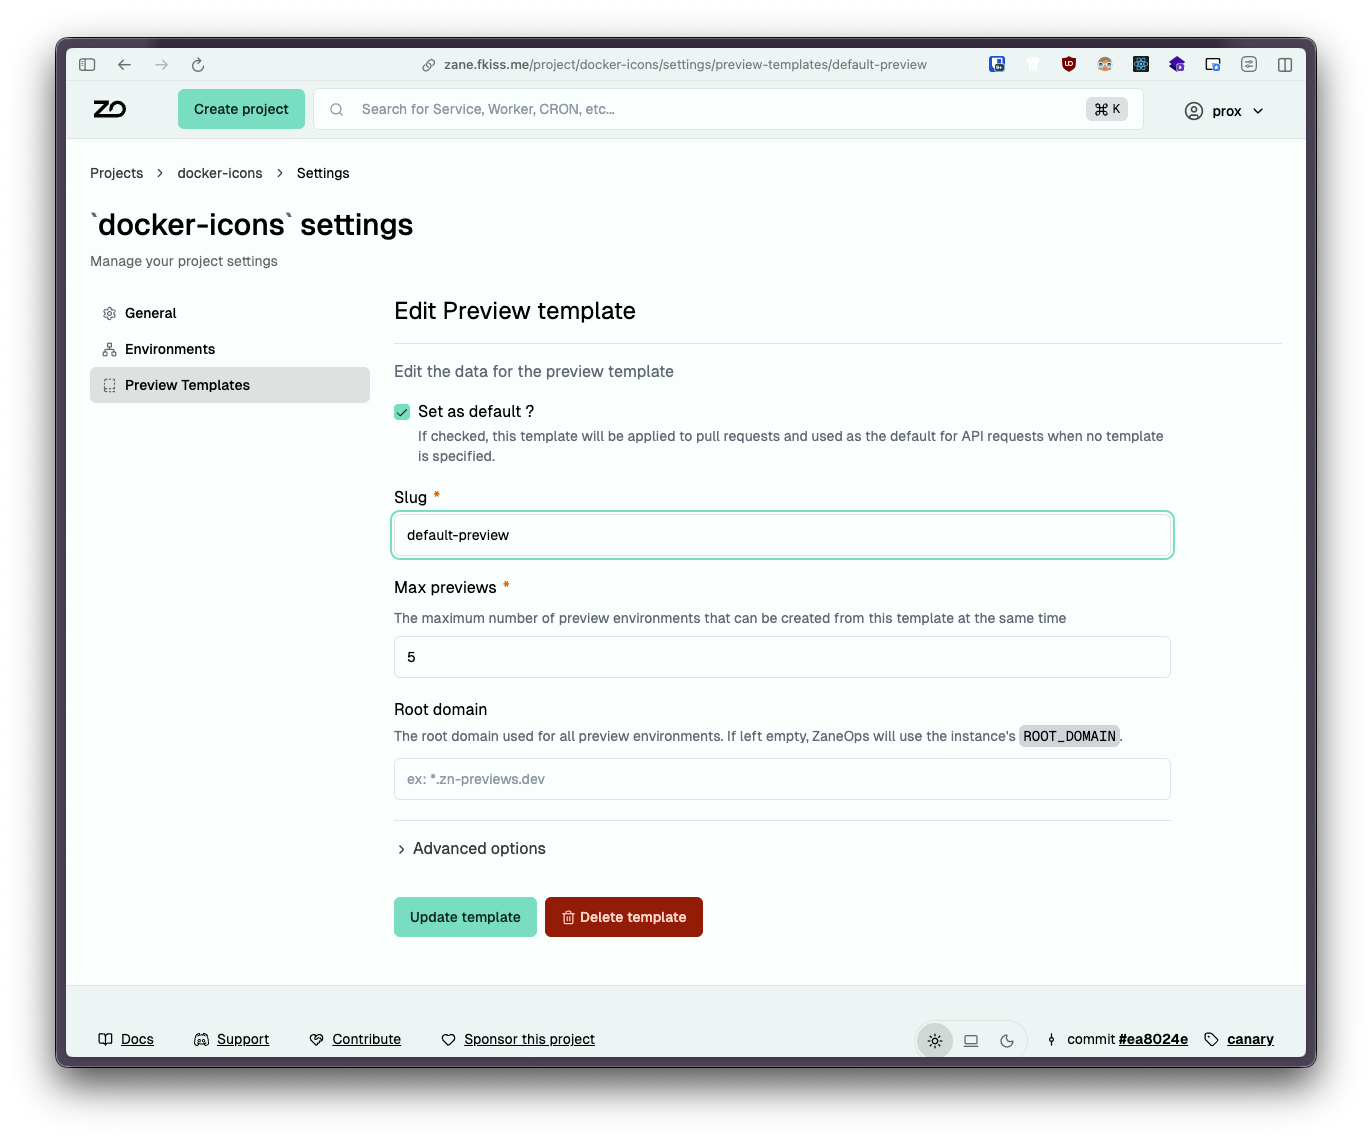 zane.fkiss.me/project/docker-icons/settings/preview-templates/default-preview
ZO
Create project
Search for Service, Worker, CRON, etc...
⌘ K
prox
Projects > docker-icons > Settings
`docker-icons` settings
Manage your project settings
General
Environments
Preview Templates
Edit Preview template
Edit the data for the preview template
Set as default ?
If checked, this template will be applied to pull requests and used as the default for API requests when no template
is specified.
Slug *
default-preview
Max previews *
The maximum number of preview environments that can be created from this template at the same time
5
Root domain
The root domain used for all preview environments. If left empty, ZaneOps will use the instance's ROOT_DOMAIN.
ex: *.zn-previews.dev
Advanced options
Update template
Delete template
Docs
Support
Contribute
Sponsor this project
commit #ea8024e
canary